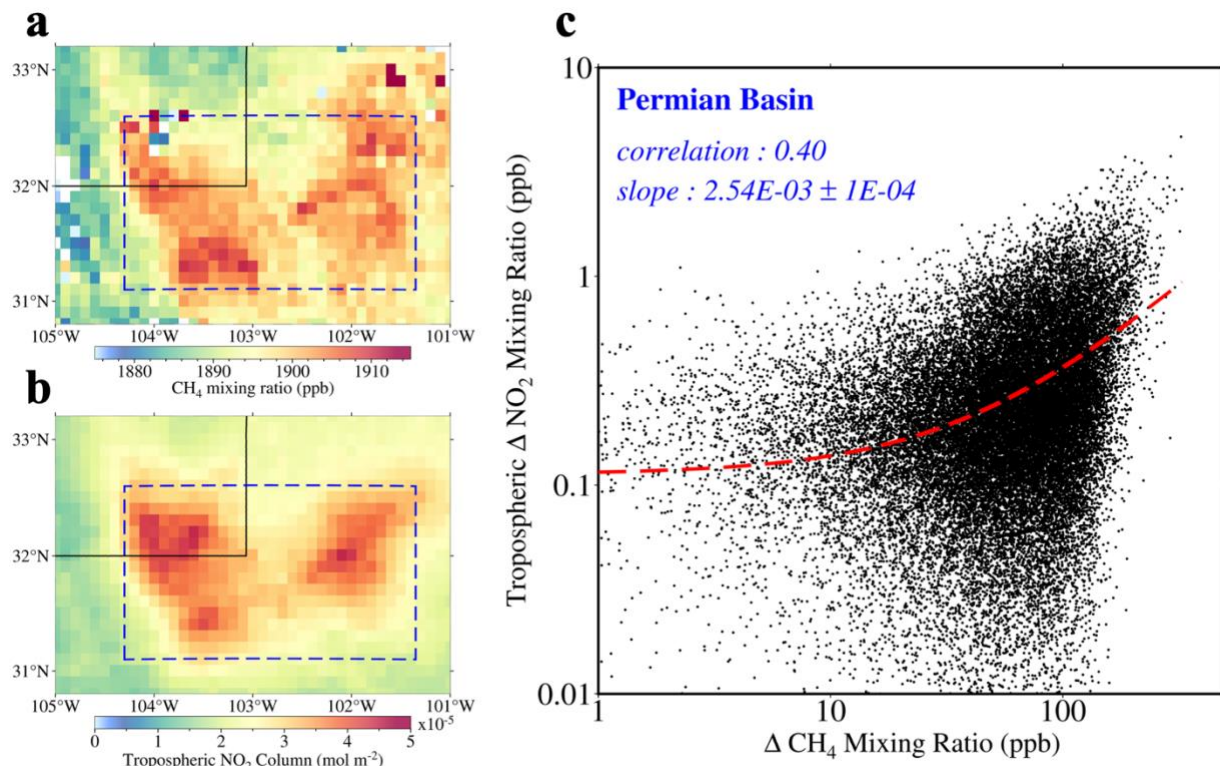 a
33°N
32°N
31°N
105°W 104°W 103°W 102°W 101°W
1880 1890 1900 1910
CH₄ mixing ratio (ppb)
b
33°N
32°N
31°N
105°W 104°W 103°W 102°W 101°W
0 1 2 3 4 5 x10⁻⁵
Tropospheric NO₂ Column (mol m⁻²)
c
Permian Basin
correlation : 0.40
slope : 2.54E-03 ± 1E-04
Tropospheric Δ NO₂ Mixing Ratio (ppb)
10
1
0.1
0.01
1 10 100
Δ CH₄ Mixing Ratio (ppb)